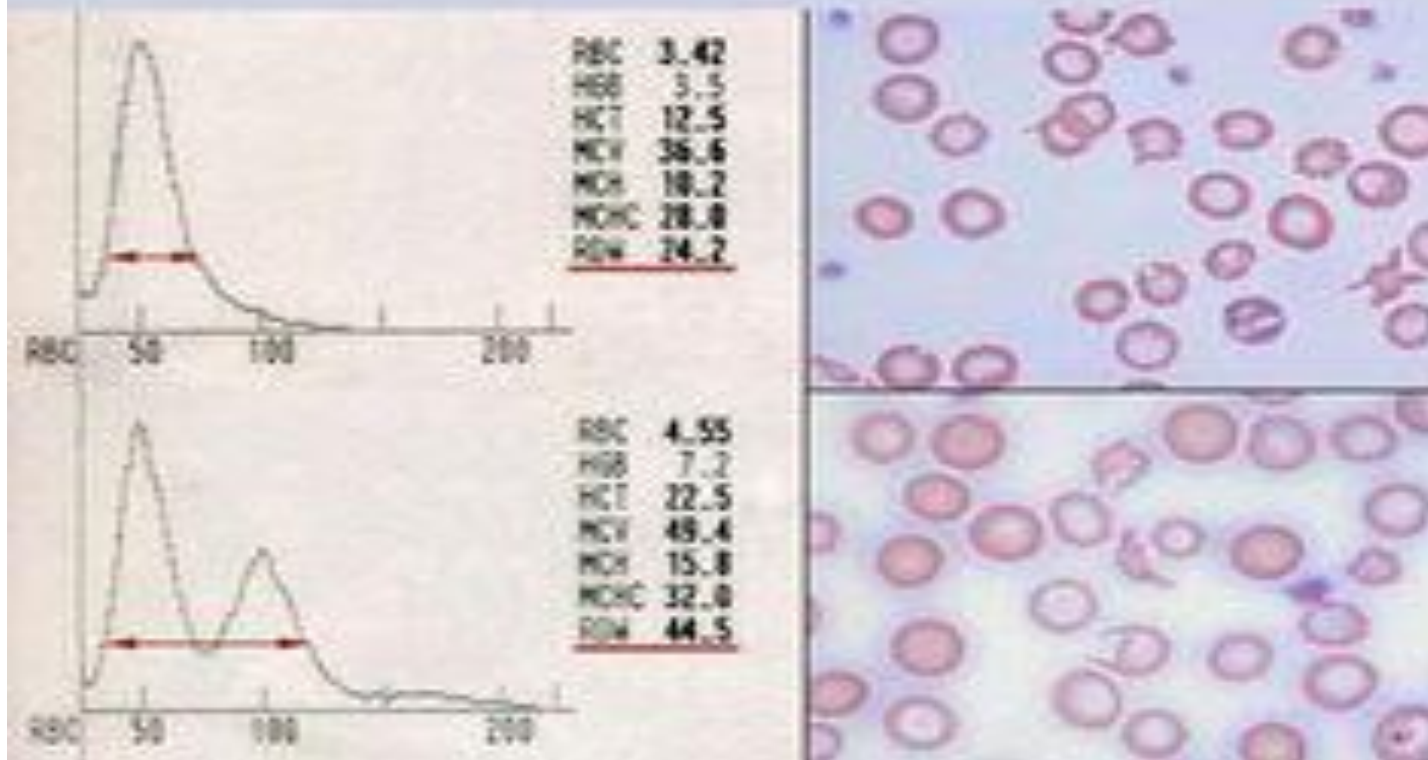 RBC 3.42
HGB 3.5
HCT 12.5
MCV 36.6
MCH 10.2
MCHC 28.0
RDW 24.2
RBC 50 100 200
RBC 4.55
HGB 7.2
HCT 22.5
MCV 49.4
MCH 15.8
MCHC 32.0
RDW 44.5
RBC 50 100 200